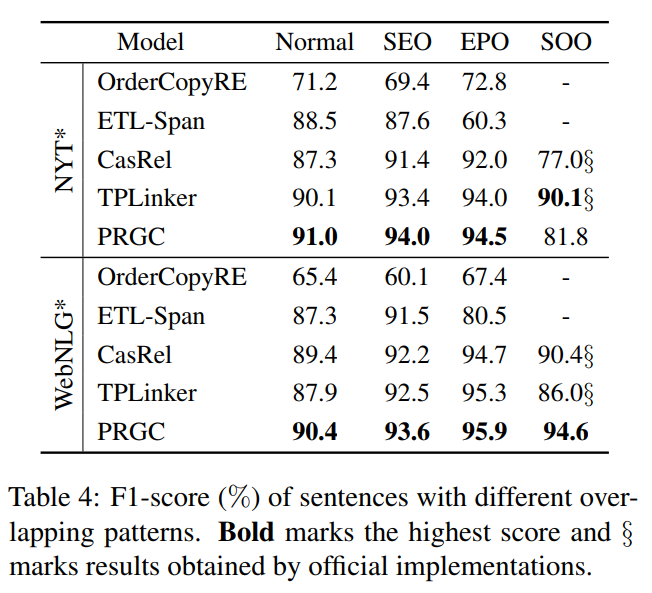 Model Normal SEO EPO SOO
NYT*
OrderCopyRE 71.2 69.4 72.8 -
ETL-Span 88.5 87.6 60.3 -
CasRel 87.3 91.4 92.0 77.0§
TPLinker 90.1 93.4 94.0 90.1§
PRGC 91.0 94.0 94.5 81.8
WebNLG*
OrderCopyRE 65.4 60.1 67.4 -
ETL-Span 87.3 91.5 80.5 -
CasRel 89.4 92.2 94.7 90.4§
TPLinker 87.9 92.5 95.3 86.0§
PRGC 90.4 93.6 95.9 94.6
Table 4: F1-score (%) of sentences with different over-
lapping patterns. Bold marks the highest score and §
marks results obtained by official implementations.